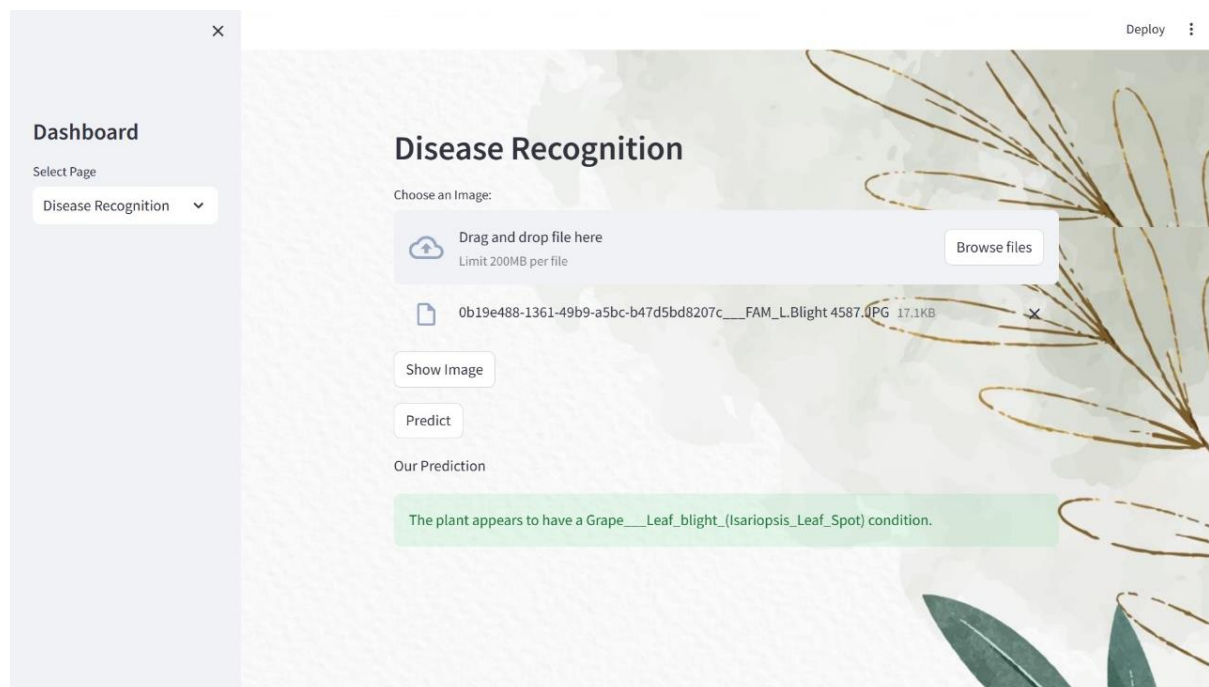 Deploy
Dashboard
Select Page
Disease Recognition
Disease Recognition
Choose an Image:
Drag and drop file here
Limit 200MB per file
Browse files
0b19e488-1361-49b9-a5bc-b47d5bd8207c___FAM_L.Blight 4587.JPG 17.1KB
Show Image
Predict
Our Prediction
The plant appears to have a Grape___Leaf_blight_(Isariopsis_Leaf_Spot) condition.